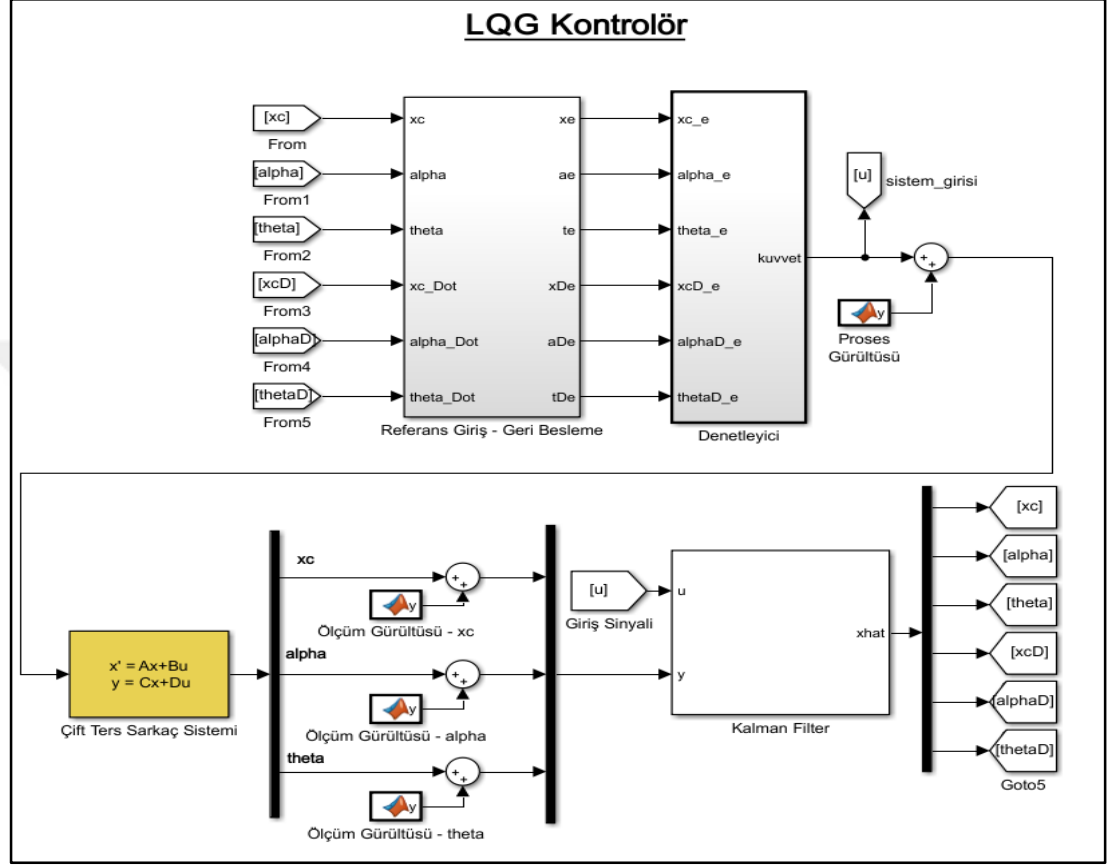 LQG Kontrolör
[xc]
From
[alpha]
From1
[theta]
From2
[xcD]
From3
[alphaD]
From4
[thetaD]
From5
xc
alpha
theta
xc_Dot
alpha_Dot
theta_Dot
xe
ae
te
xDe
aDe
tDe
Referans Giriş - Geri Besleme
xc_e
alpha_e
theta_e
xcD_e
alphaD_e
thetaD_e
kuvvet
Denetleyici
[u]
sistem_girisi
y
Proses
Gürültüsü
x' = Ax+Bu
y = Cx+Du
Çift Ters Sarkaç Sistemi
xc
y
Ölçüm Gürültüsü - xc
alpha
y
Ölçüm Gürültüsü - alpha
theta
y
Ölçüm Gürültüsü - theta
[u]
Giriş Sinyali
u
y
xhat
Kalman Filter
[xc]
[alpha]
[theta]
[xcD]
[alphaD]
[thetaD]
Goto5